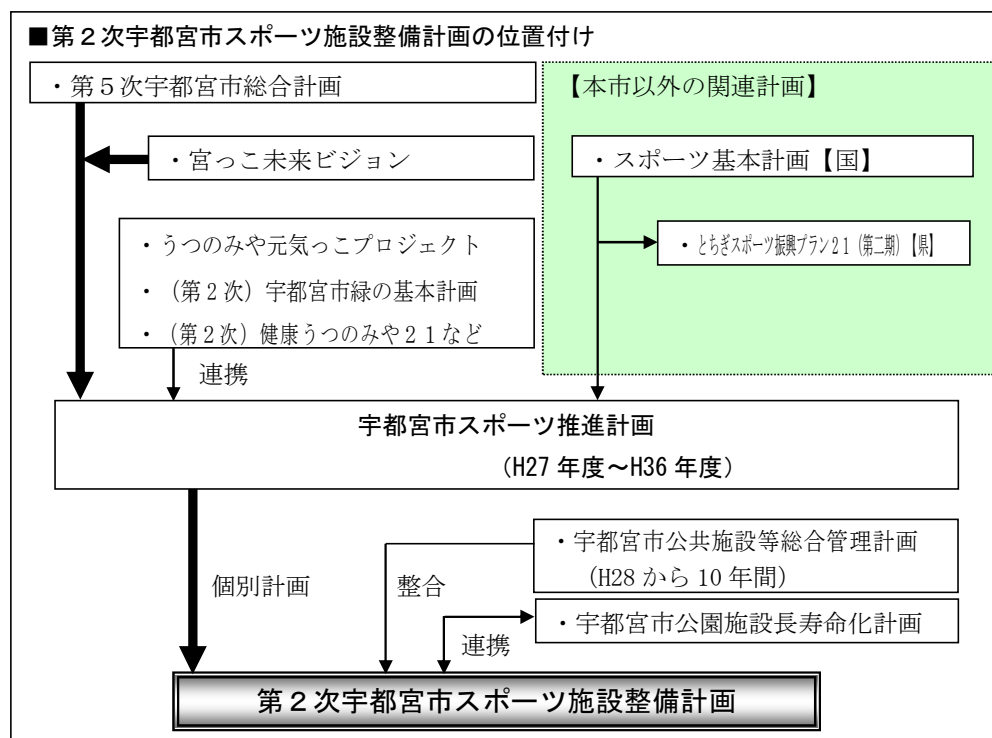 ■第２次宇都宮市スポーツ施設整備計画の位置付け
・第５次宇都宮市総合計画
・宮っこ未来ビジョン
・うつのみや元気っこプロジェクト
・（第２次）宇都宮市緑の基本計画
・（第２次）健康うつのみや２１など
連携
【本市以外の関連計画】
・スポーツ基本計画【国】
・とちぎスポーツ振興プラン２１（第二期）【県】
宇都宮市スポーツ推進計画
（H27 年度～H36 年度）
個別計画
整合
・宇都宮市公共施設等総合管理計画
（H28 から 10 年間）
・宇都宮市公園施設長寿命化計画
連携
第２次宇都宮市スポーツ施設整備計画